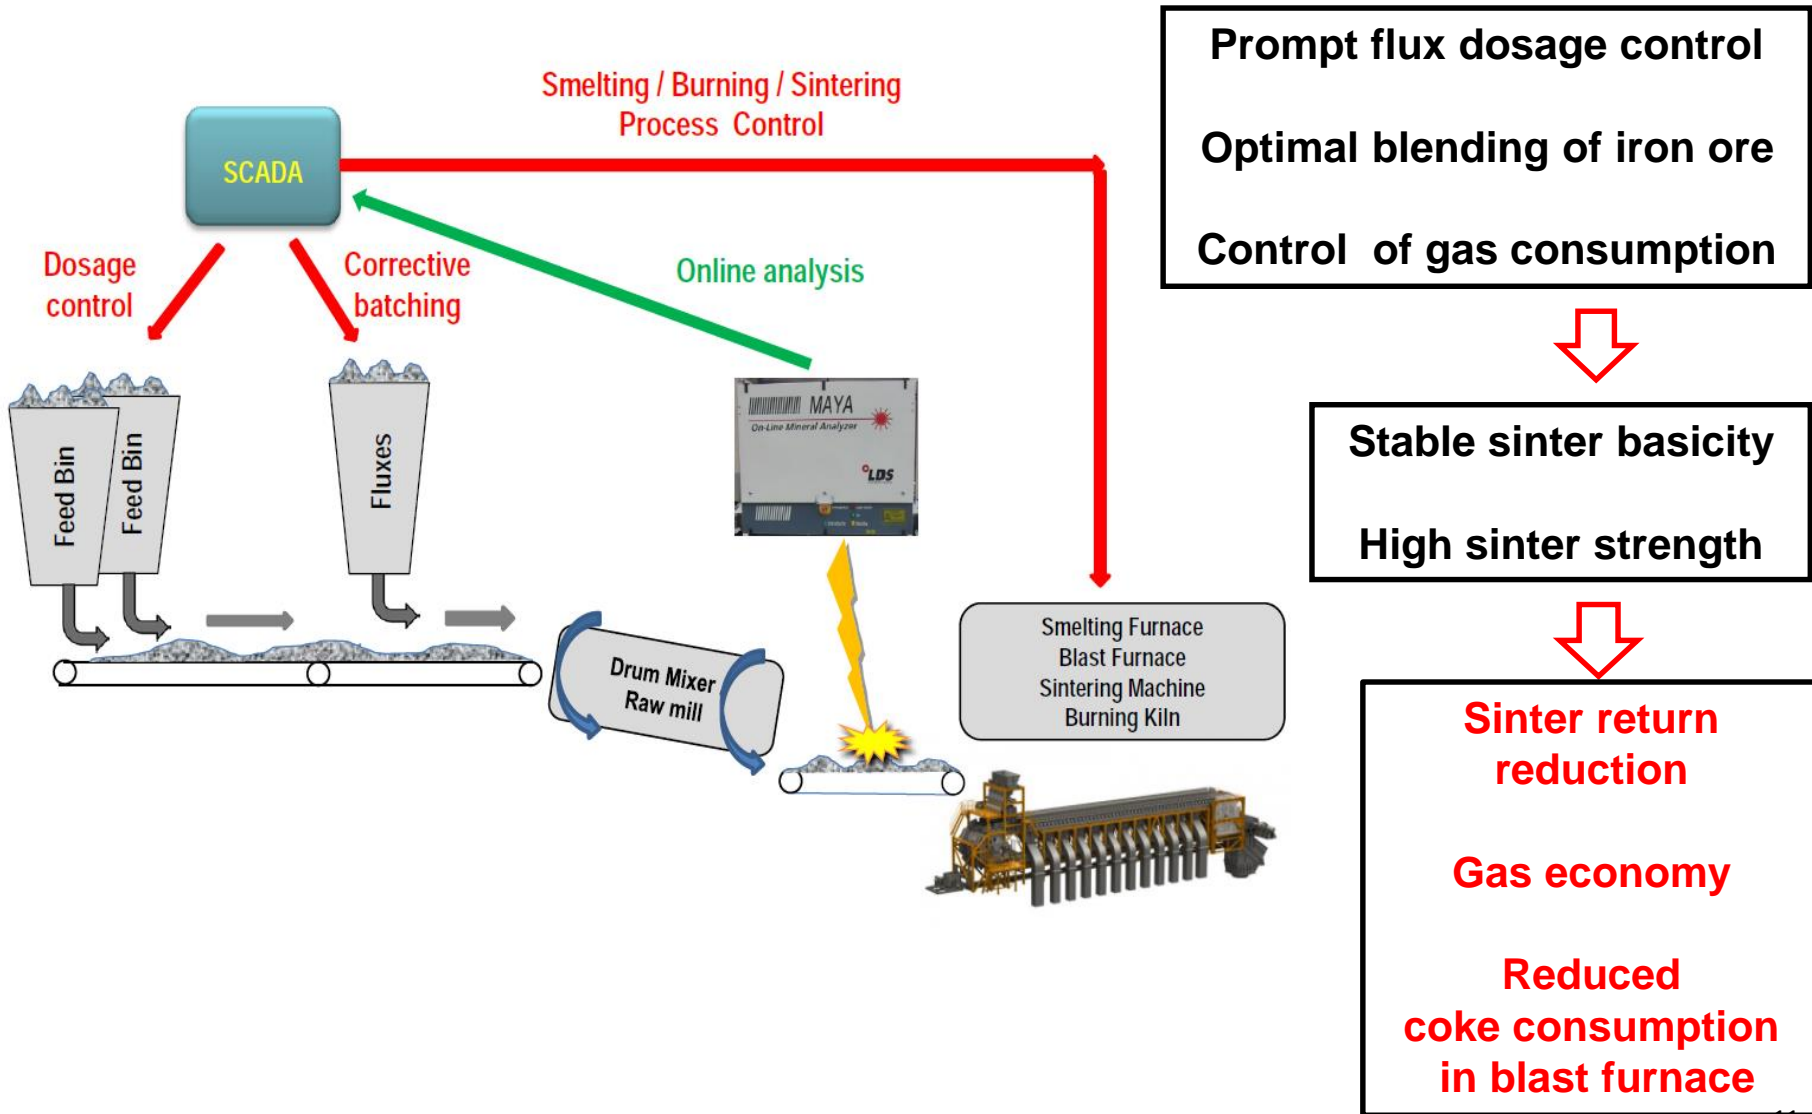 Prompt flux dosage control
Optimal blending of iron ore
Control of gas consumption
Smelting / Burning / Sintering
Process Control
SCADA
Dosage
control
Corrective
batching
Online analysis
Feed Bin
Feed Bin
Fluxes
MAYA
On-Line Mineral Analyzer
LDS
Drum Mixer
Raw mill
Smelting Furnace
Blast Furnace
Sintering Machine
Burning Kiln
Stable sinter basicity
High sinter strength
Sinter return
reduction
Gas economy
Reduced
coke consumption
in blast furnace